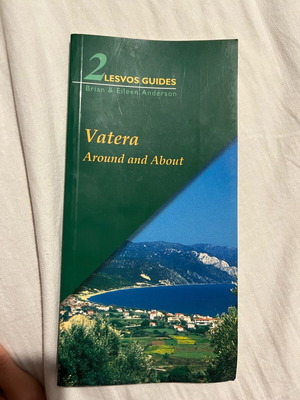 2 LESVOS GUIDES
Brian & Eileen Anderson
Vatera
Around and About